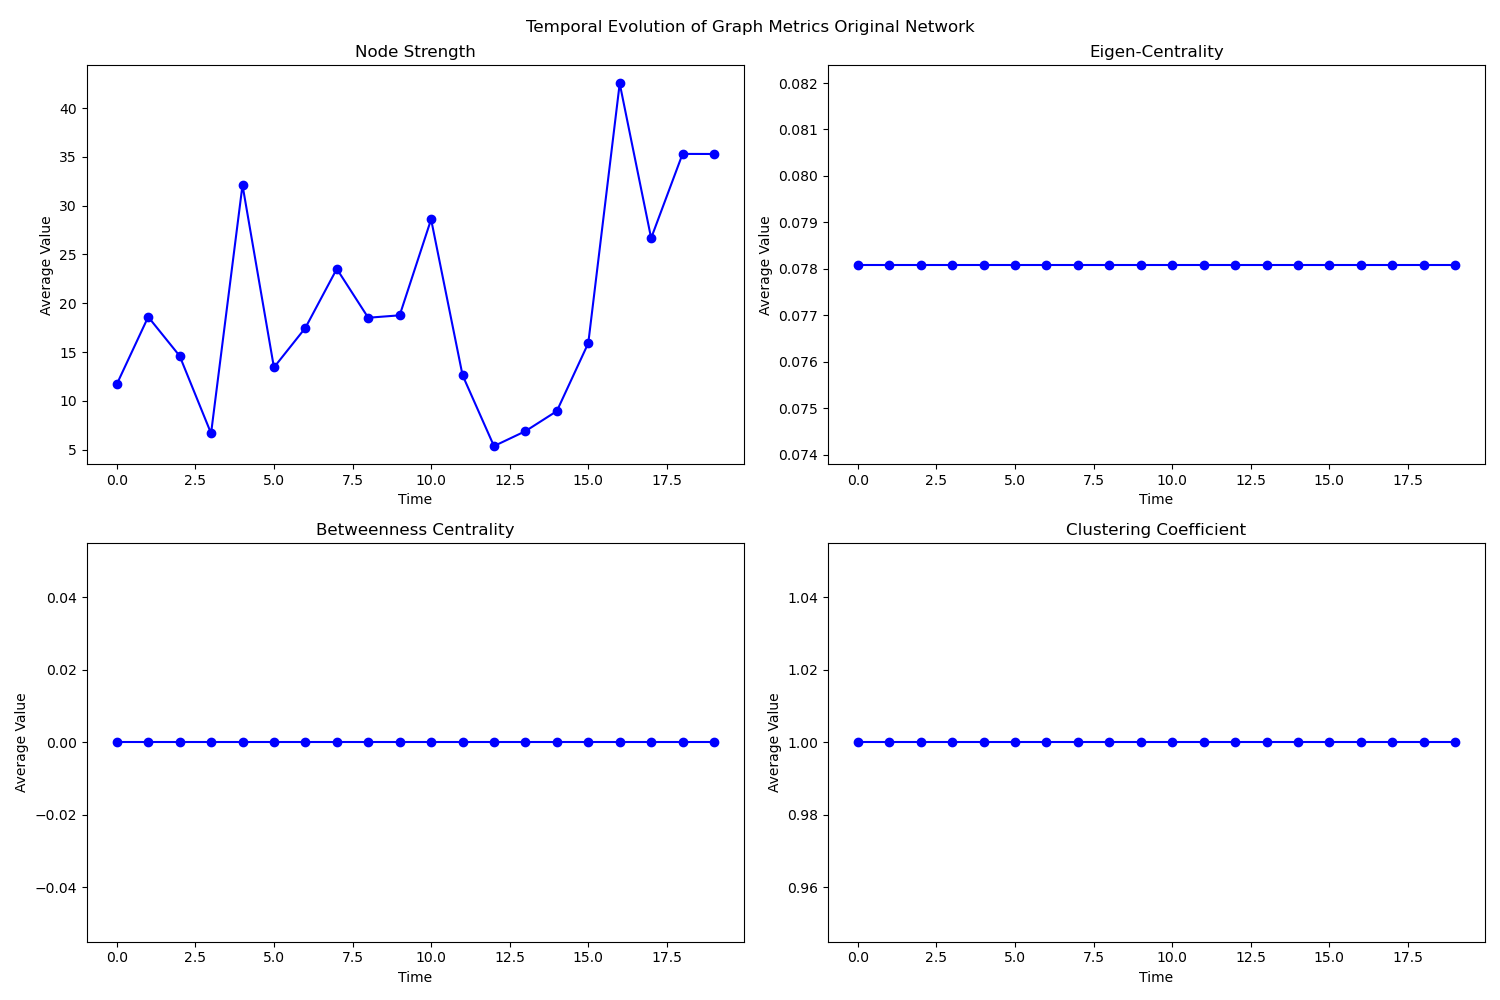 Temporal Evolution of Graph Metrics Original Network
Node Strength
Average Value
40
35
30
25
20
15
10
5
0.0 2.5 5.0 7.5 10.0 12.5 15.0 17.5
Time
Eigen-Centrality
Average Value
0.082
0.081
0.080
0.079
0.078
0.077
0.076
0.075
0.074
0.0 2.5 5.0 7.5 10.0 12.5 15.0 17.5
Time
Betweenness Centrality
Average Value
0.04
0.02
0.00
−0.02
−0.04
0.0 2.5 5.0 7.5 10.0 12.5 15.0 17.5
Time
Clustering Coefficient
Average Value
1.04
1.02
1.00
0.98
0.96
0.0 2.5 5.0 7.5 10.0 12.5 15.0 17.5
Time